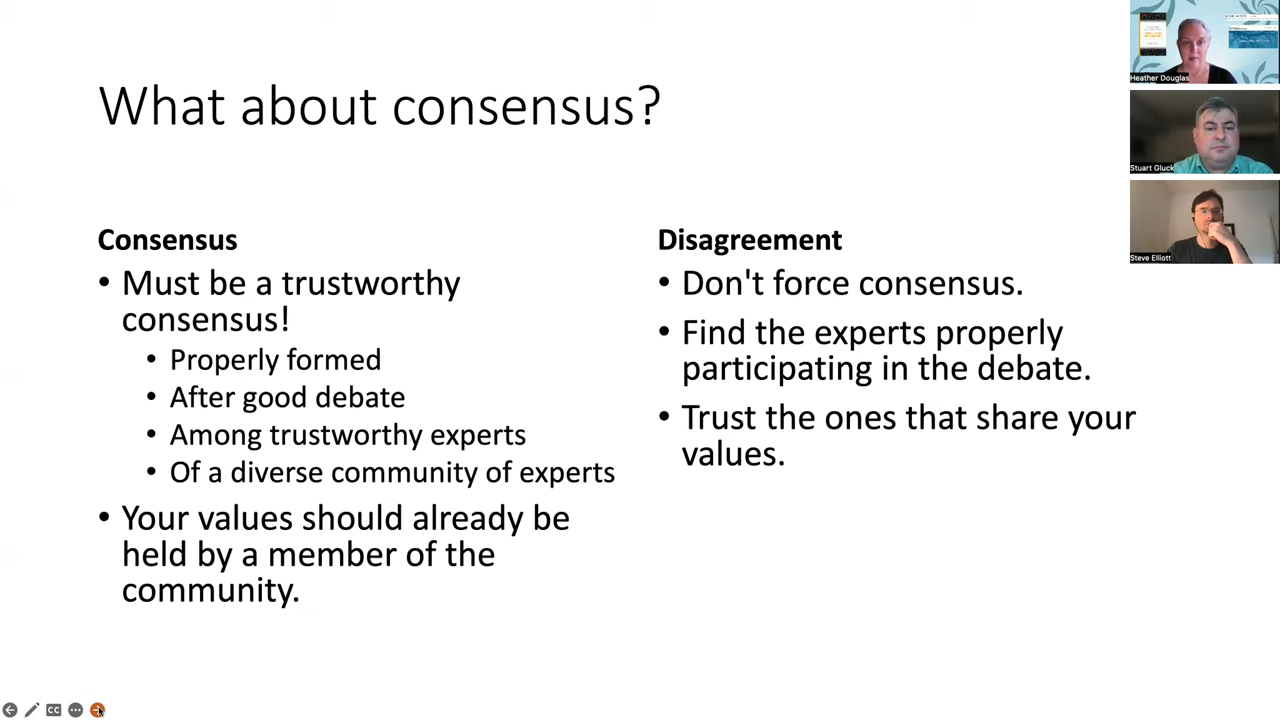 What about consensus?
Consensus
• Must be a trustworthy
consensus!
• Properly formed
• After good debate
• Among trustworthy experts
• Of a diverse community of experts
• Your values should already be
held by a member of the
community.
Disagreement
• Don't force consensus.
• Find the experts properly
participating in the debate.
• Trust the ones that share your
values.
Heather Douglas
Stuart Gluck
Steve Elliott
CC